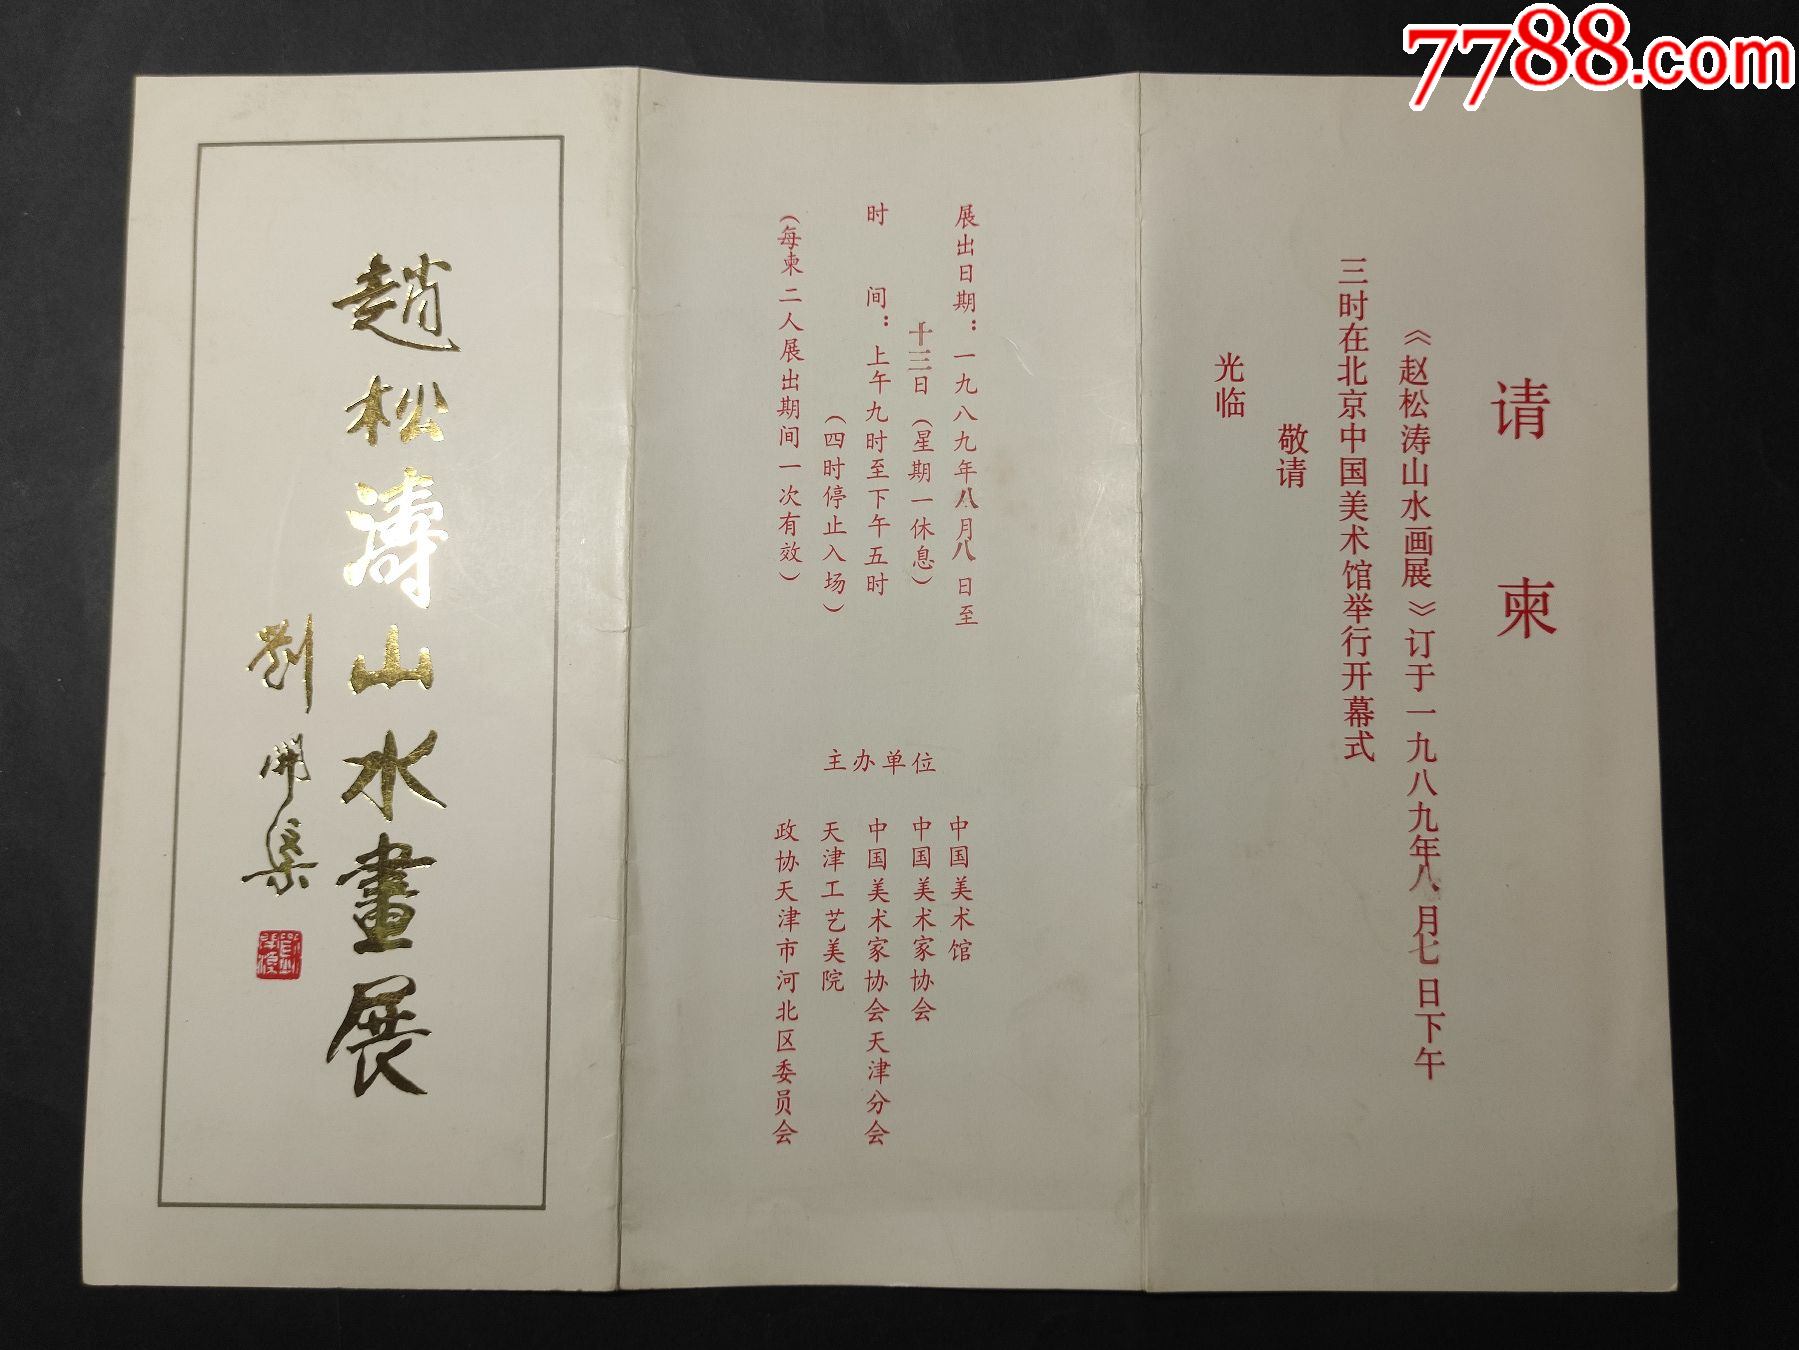 7788.com
请柬
《赵松涛山水画展》订于一九八九年八月七日下午
三时在北京中国美术馆举行开幕式
敬请
光临
展出日期：一九八九年八月八日至
十三日（星期一休息）
时间：上午九时至下午五时
（四时停止入场）
（每柬二人展出期间一次有效）
主办单位
中国美术馆
中国美术家协会
中国美术家协会天津分会
天津工艺美院
政协天津市河北区委员会
趙松濤山水畫展
劉開渠